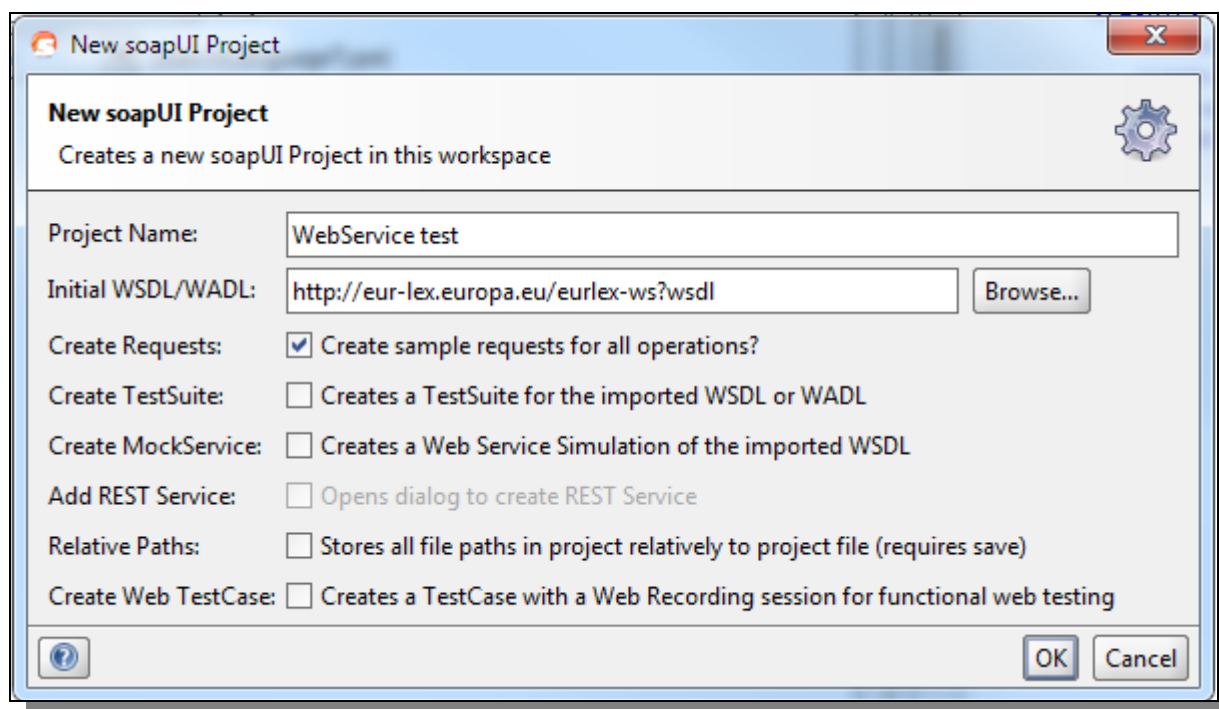 New soapUI Project
New soapUI Project
Creates a new soapUI Project in this workspace
Project Name: WebService test
Initial WSDL/WADL: http://eur-lex.europa.eu/eurlex-ws?wsdl Browse...
Create Requests: Create sample requests for all operations?
Create TestSuite: Creates a TestSuite for the imported WSDL or WADL
Create MockService: Creates a Web Service Simulation of the imported WSDL
Add REST Service: Opens dialog to create REST Service
Relative Paths: Stores all file paths in project relatively to project file (requires save)
Create Web TestCase: Creates a TestCase with a Web Recording session for functional web testing
OK Cancel